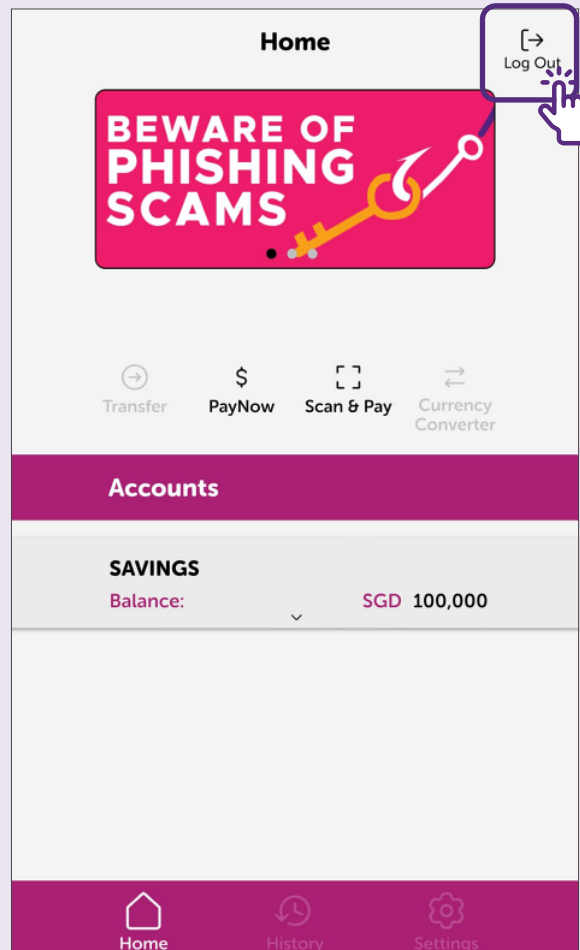 Home
Log Out
BEWARE OF
PHISHING
SCAMS
Transfer
$
PayNow
Scan & Pay
Currency
Converter
Accounts
SAVINGS
Balance: SGD 100,000
Home History Settings